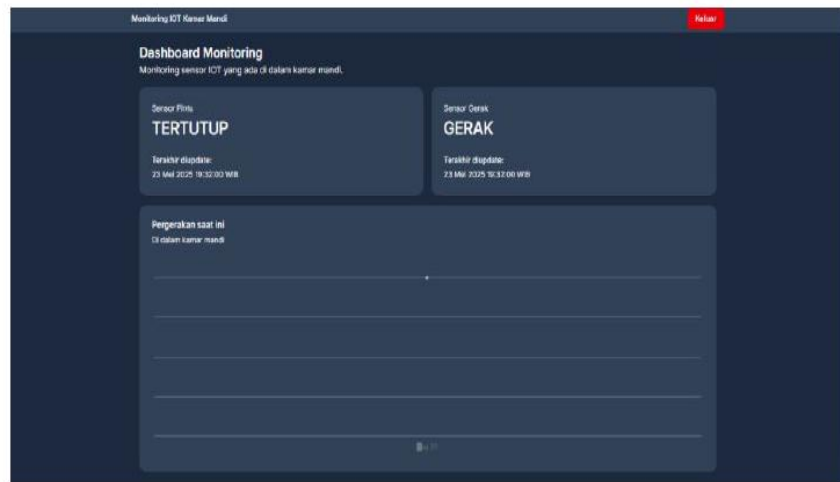 Monitoring IOT Kamar Mandi
Keluar
Dashboard Monitoring
Monitoring sensor IOT yang ada di dalam kamar mandi.
Sensor Pintu
TERTUTUP
Terakhir diupdate:
23 Mei 2025 19:32:00 WIB
Sensor Gerak
GERAK
Terakhir diupdate:
23 Mei 2025 19:32:00 WIB
Pergerakan saat ini
Di dalam kamar mandi